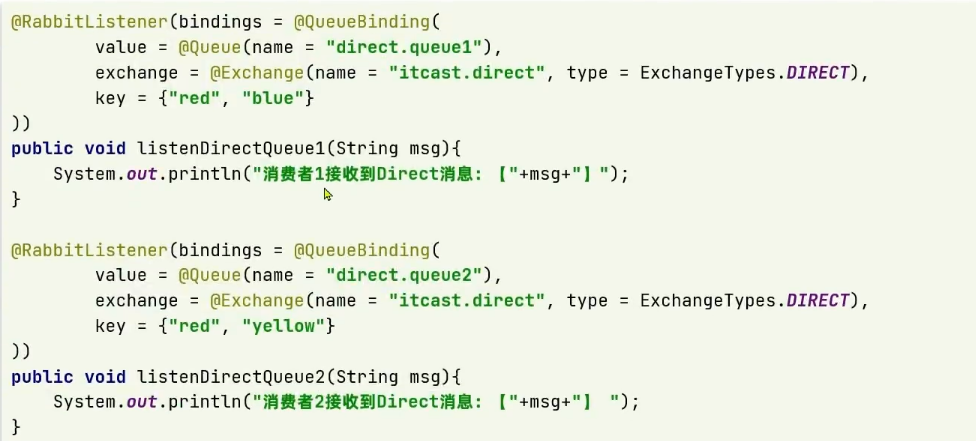 @RabbitListener(bindings = @QueueBinding(
        value = @Queue(name = "direct.queue1"),
        exchange = @Exchange(name = "itcast.direct", type = ExchangeTypes.DIRECT),
        key = {"red", "blue"}
))
public void listenDirectQueue1(String msg){
    System.out.println("消费者1接收到Direct消息：【"+msg+"】");
}

@RabbitListener(bindings = @QueueBinding(
        value = @Queue(name = "direct.queue2"),
        exchange = @Exchange(name = "itcast.direct", type = ExchangeTypes.DIRECT),
        key = {"red", "yellow"}
))
public void listenDirectQueue2(String msg){
    System.out.println("消费者2接收到Direct消息：【"+msg+"】 ");
}